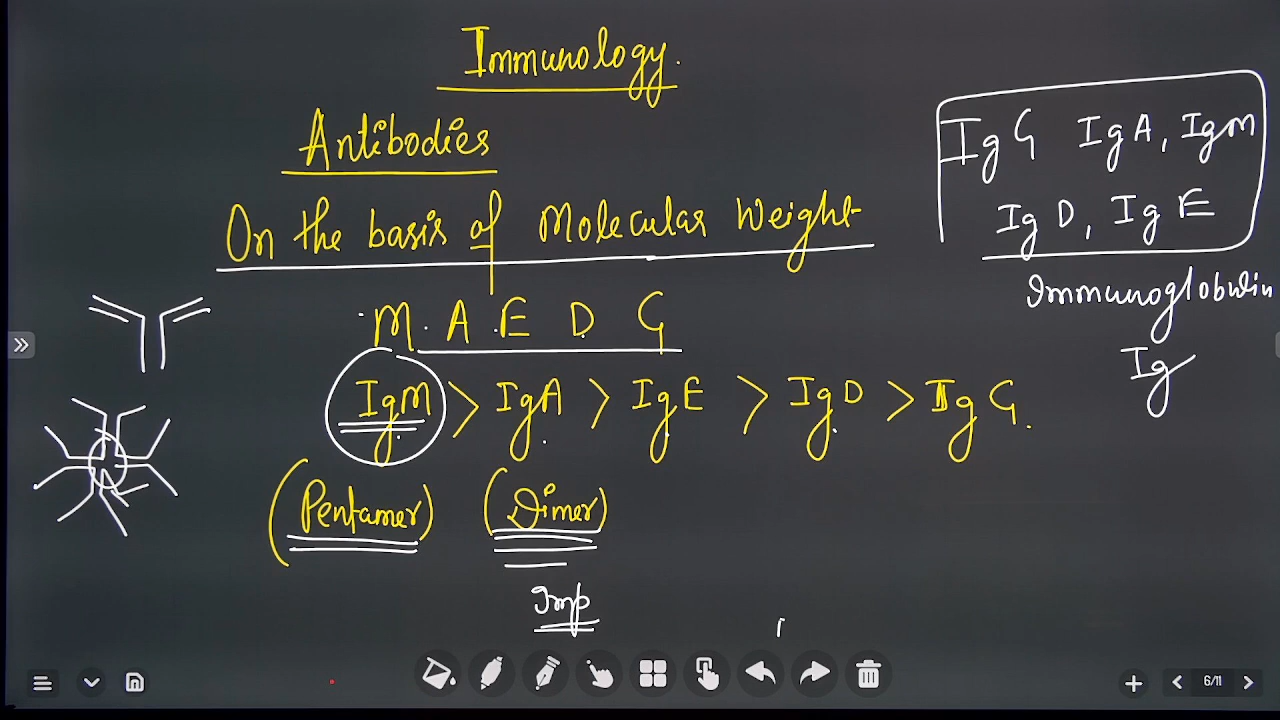 Immunology.
Antibodies
On the basis of Molecular Weight
M. A. E D G
IgM > IgA > IgE > IgD > IgG.
(Pentamer) (Dimer)
Imp
IgG IgA, IgM
IgD, IgE
Immunoglobulin
Ig
6/11